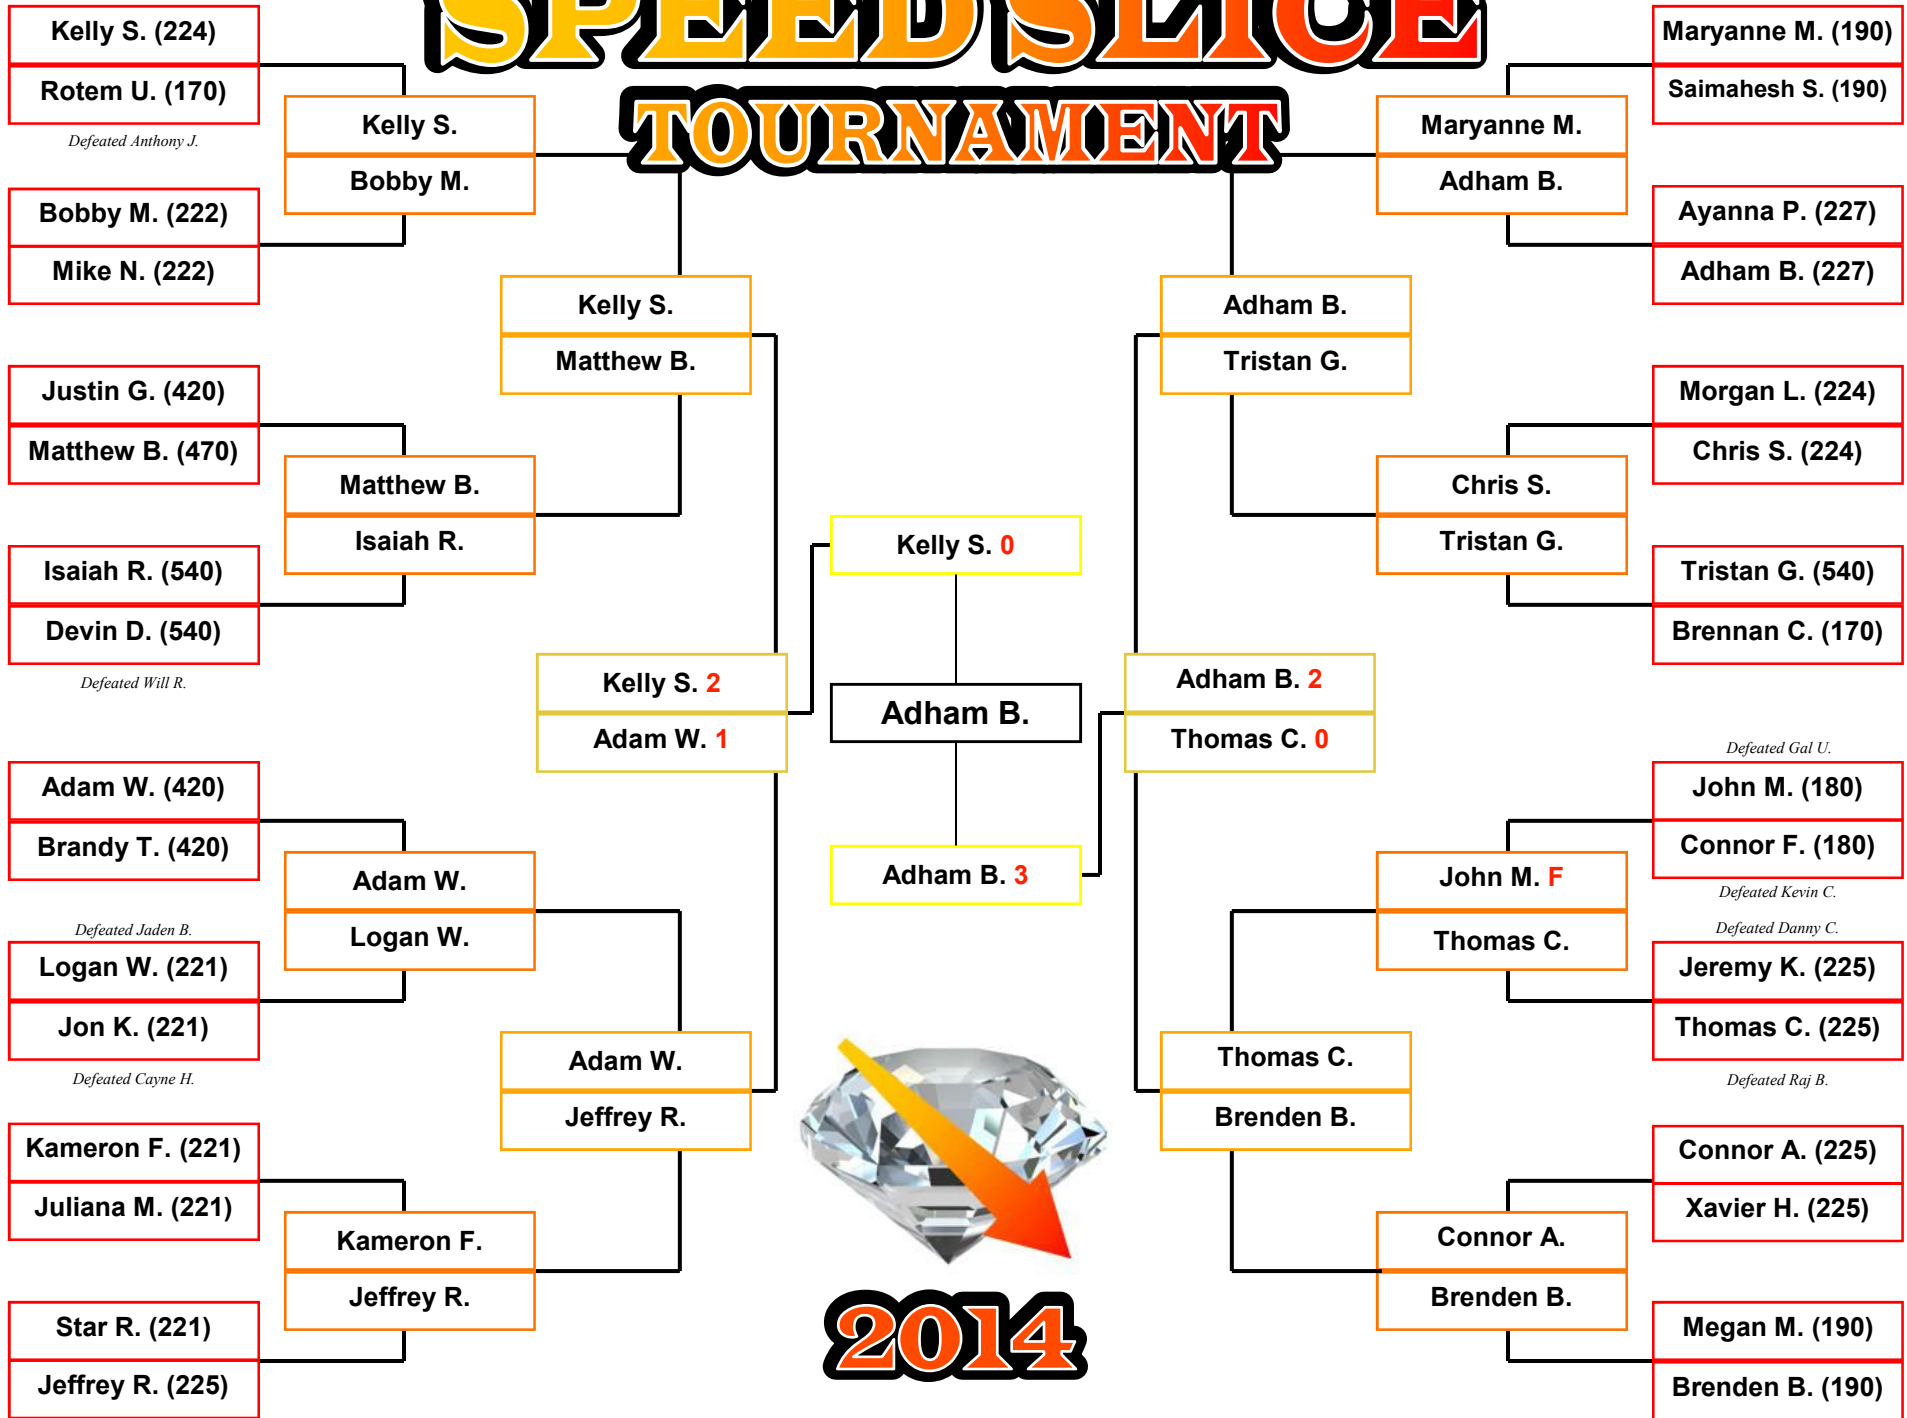 SPEED SLICE
TOURNAMENT
Kelly S. (224)
Rotem U. (170)
Defeated Anthony J.
Bobby M. (222)
Mike N. (222)
Justin G. (420)
Matthew B. (470)
Isaiah R. (540)
Devin D. (540)
Defeated Will R.
Adam W. (420)
Brandy T. (420)
Defeated Jaden B.
Logan W. (221)
Jon K. (221)
Defeated Cayne H.
Kameron F. (221)
Juliana M. (221)
Star R. (221)
Jeffrey R. (225)
Kelly S.
Bobby M.
Matthew B.
Isaiah R.
Adam W.
Logan W.
Kameron F.
Jeffrey R.
Kelly S.
Matthew B.
Adam W.
Jeffrey R.
Kelly S. 2
Adam W. 1
Kelly S. 0
Adham B.
Adham B. 3
Adham B. 2
Thomas C. 0
Adham B.
Tristan G.
Thomas C.
Brenden B.
Maryanne M.
Adham B.
Chris S.
Tristan G.
John M. F
Thomas C.
Connor A.
Brenden B.
Maryanne M. (190)
Saimahesh S. (190)
Ayanna P. (227)
Adham B. (227)
Morgan L. (224)
Chris S. (224)
Tristan G. (540)
Brennan C. (170)
Defeated Gal U.
John M. (180)
Connor F. (180)
Defeated Kevin C.
Defeated Danny C.
Jeremy K. (225)
Thomas C. (225)
Defeated Raj B.
Connor A. (225)
Xavier H. (225)
Megan M. (190)
Brenden B. (190)
2014